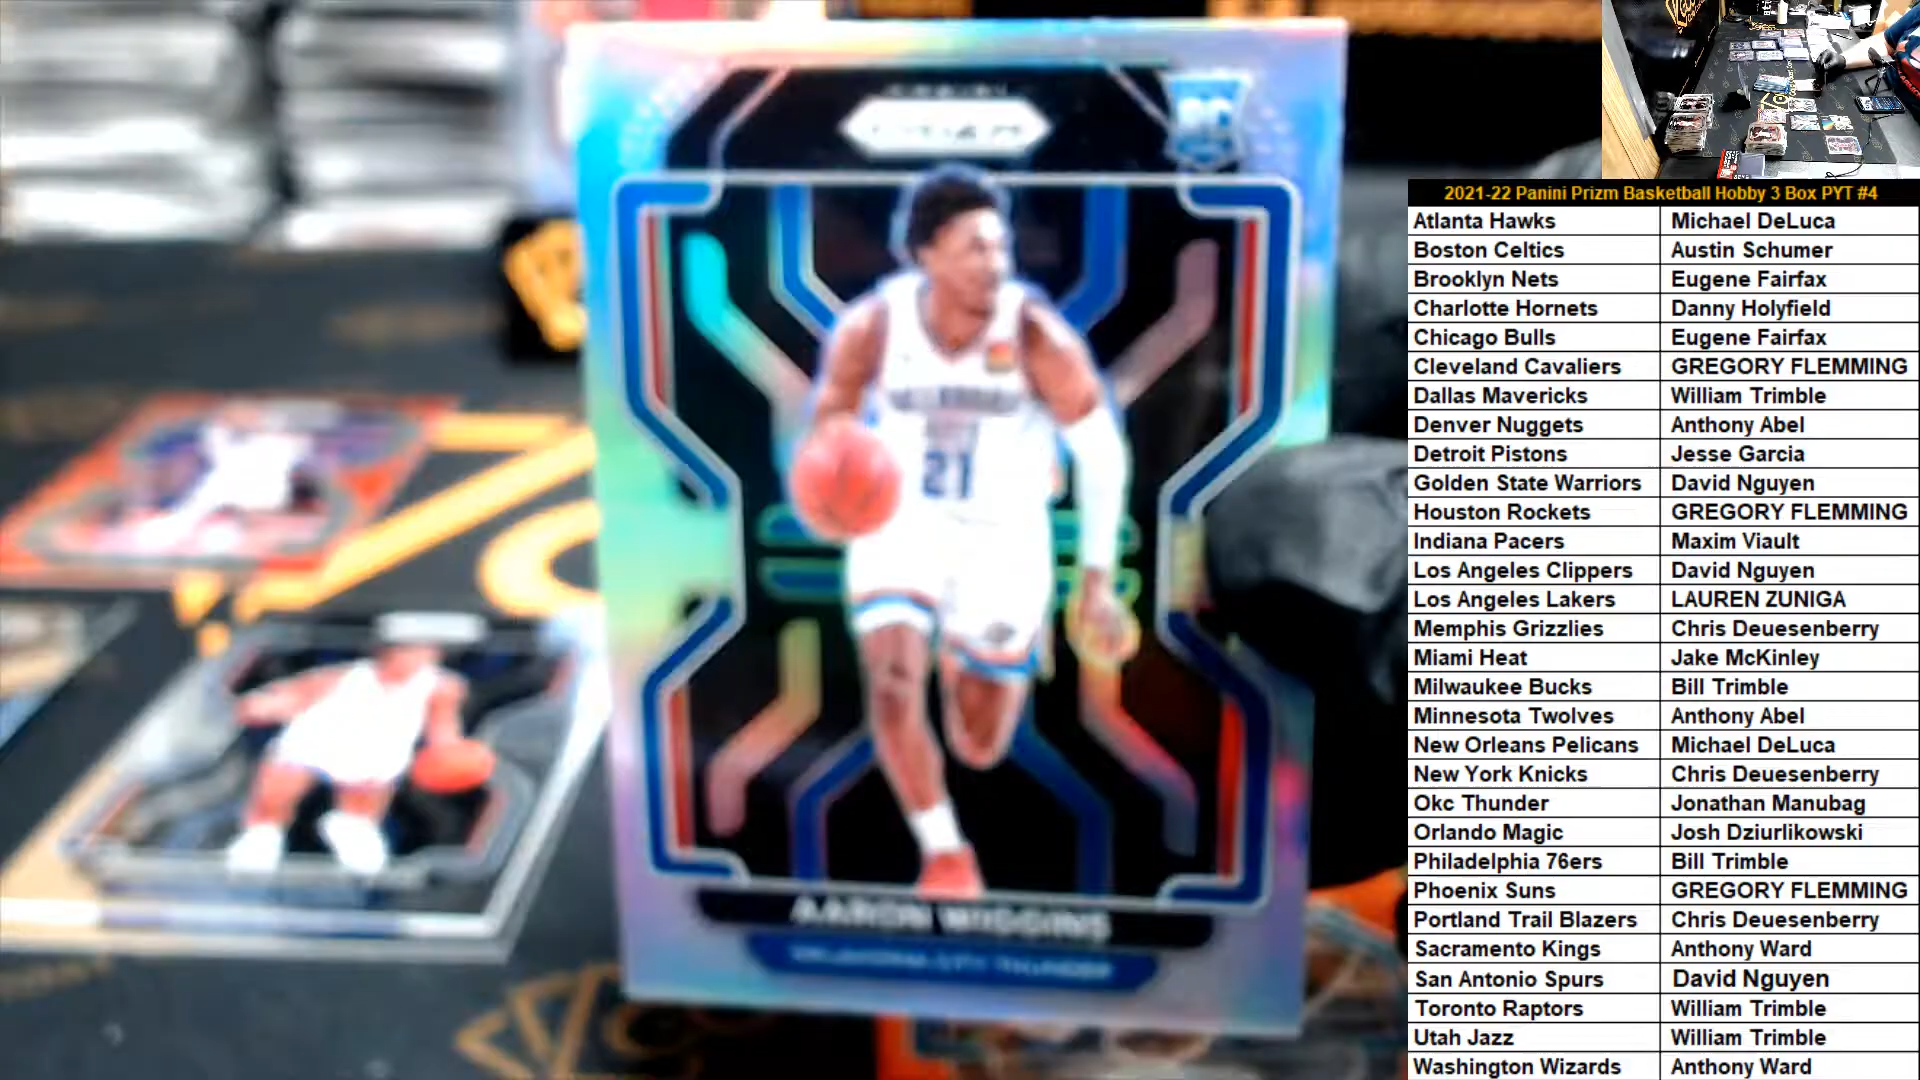 PRIZM
RC
21
AARON WIGGINS
OKLAHOMA CITY THUNDER
2021-22 Panini Prizm Basketball Hobby 3 Box PYT #4
Atlanta Hawks Michael DeLuca
Boston Celtics Austin Schumer
Brooklyn Nets Eugene Fairfax
Charlotte Hornets Danny Holyfield
Chicago Bulls Eugene Fairfax
Cleveland Cavaliers GREGORY FLEMMING
Dallas Mavericks William Trimble
Denver Nuggets Anthony Abel
Detroit Pistons Jesse Garcia
Golden State Warriors David Nguyen
Houston Rockets GREGORY FLEMMING
Indiana Pacers Maxim Viault
Los Angeles Clippers David Nguyen
Los Angeles Lakers LAUREN ZUNIGA
Memphis Grizzlies Chris Deuesenberry
Miami Heat Jake McKinley
Milwaukee Bucks Bill Trimble
Minnesota Twolves Anthony Abel
New Orleans Pelicans Michael DeLuca
New York Knicks Chris Deuesenberry
Okc Thunder Jonathan Manubag
Orlando Magic Josh Dziurlikowski
Philadelphia 76ers Bill Trimble
Phoenix Suns GREGORY FLEMMING
Portland Trail Blazers Chris Deuesenberry
Sacramento Kings Anthony Ward
San Antonio Spurs David Nguyen
Toronto Raptors William Trimble
Utah Jazz William Trimble
Washington Wizards Anthony Ward